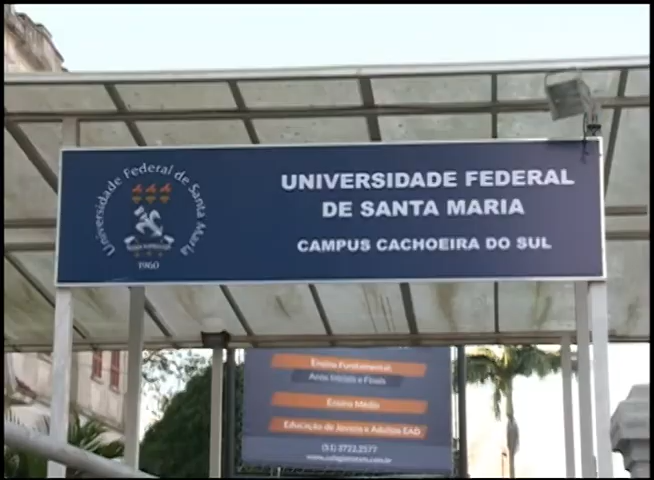 Universidade Federal de Santa Maria
1960
UNIVERSIDADE FEDERAL
DE SANTA MARIA
CAMPUS CACHOEIRA DO SUL
Ensino Fundamental
Anos Iniciais e Finais
Ensino Médio
Educação de Jovens e Adultos EAD
(51) 3722.2577